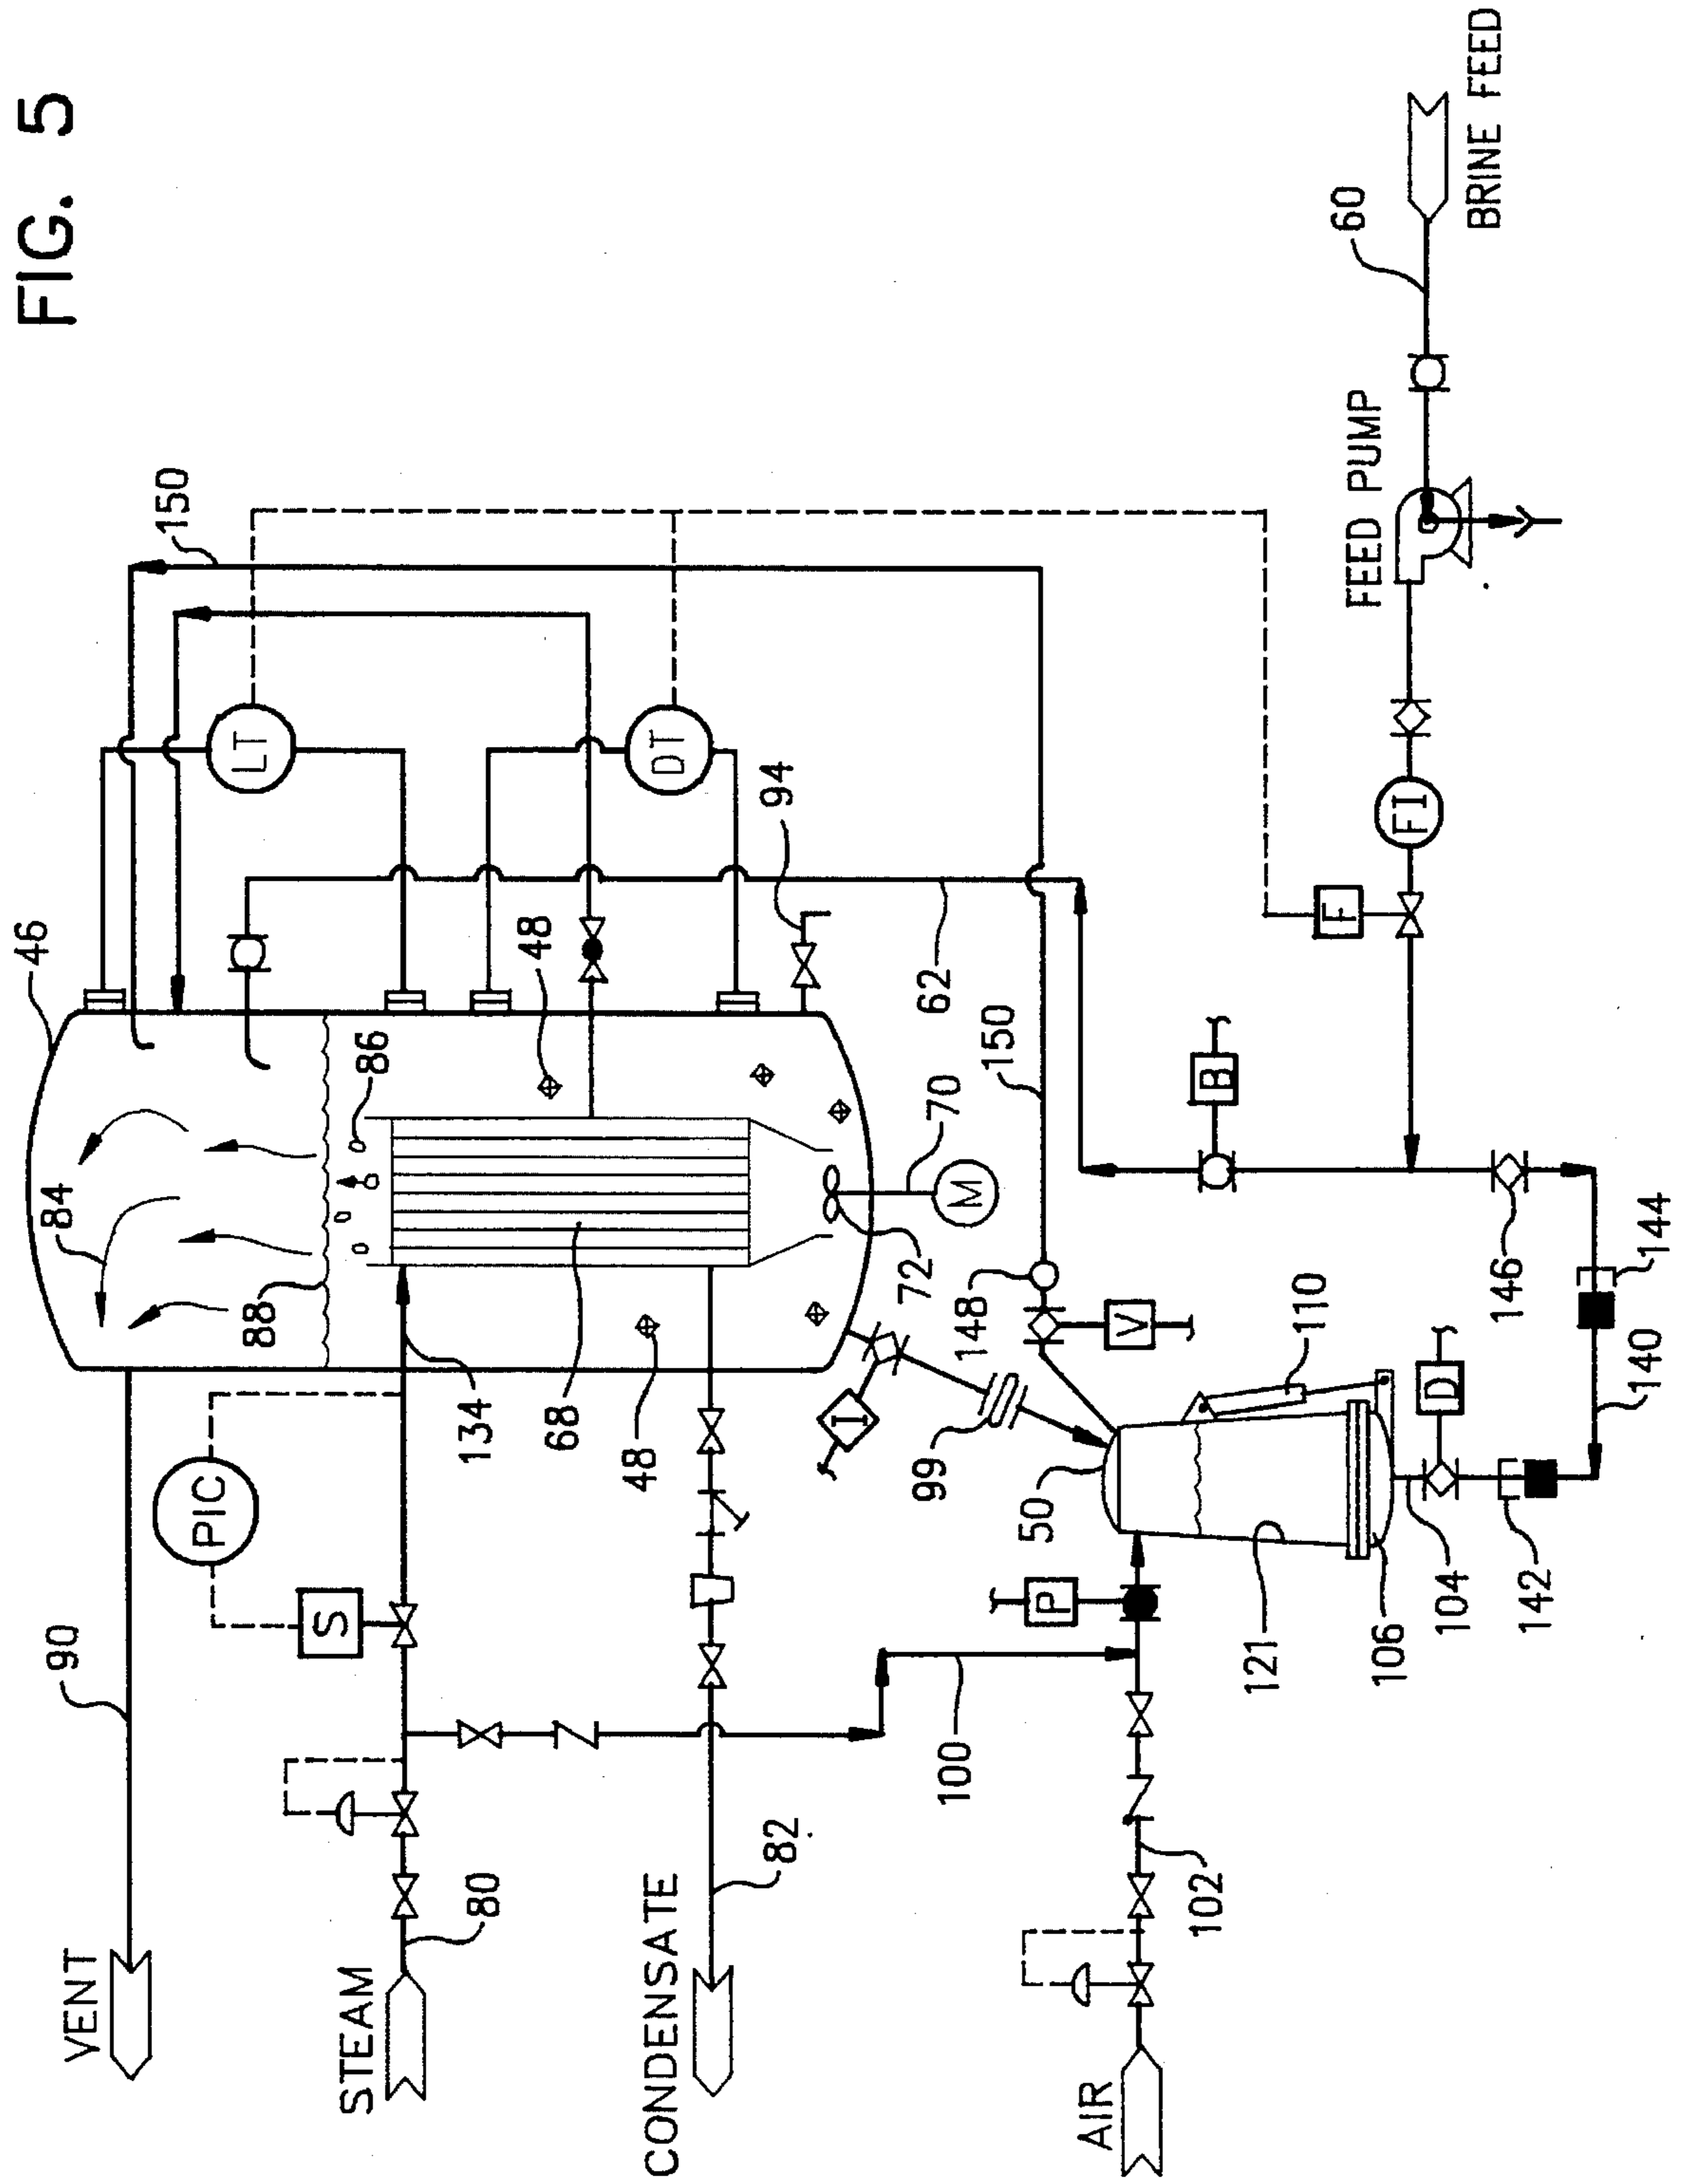 FIG. 5
46
84
90
VENT
150
PIC
LT
88
S
STEAM
86
134
80
48
68
48
CONDENSATE
DT
82
94
I
72
99
62
70
100
M
148
150
50
P
AIR
V
102
B
121
110
F
60
FEED PUMP
106
FI
D
104
BRINE FEED
146
142
140
144